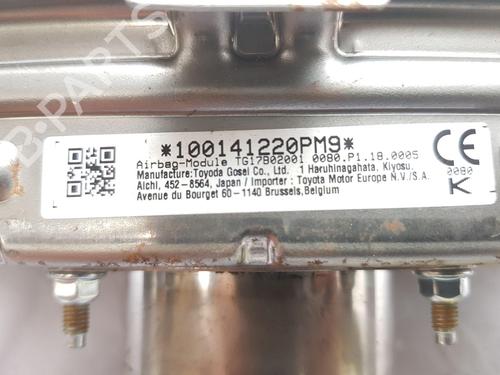 *100141220PM9*
Airbag-Module TG17B02001 0080.P1.18.0005
Manufacture:Toyoda Gosei Co., Ltd. 1 Haruhinagahata, Kiyosu,
Aichi, 452-8564, Japan / Importer : Toyota Motor Europe N.V./S.A.
Avenue du Bourget 60-1140 Brussels,Belgium
0080
K
B-PARTS